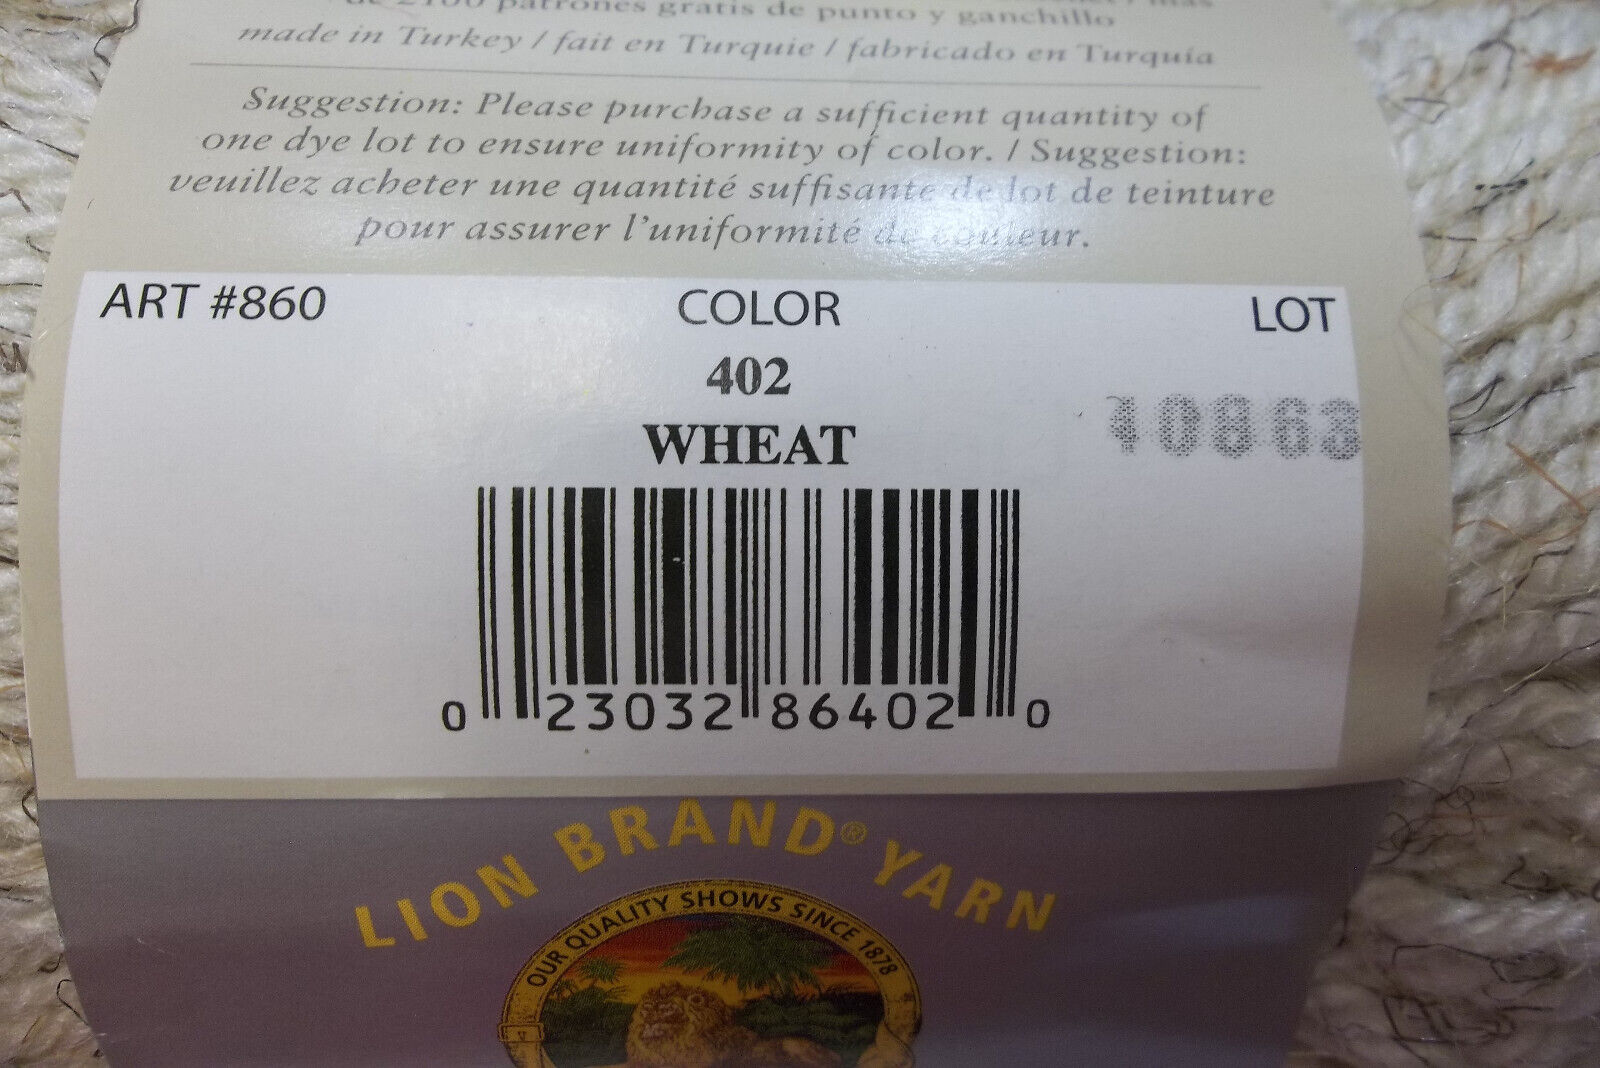 de 2100 patrones gratis de punto y ganchillo
made in Turkey / fait en Turquie / fabricado en Turquía
Suggestion: Please purchase a sufficient quantity of
one dye lot to ensure uniformity of color. / Suggestion:
veuillez acheter une quantité suffisante de lot de teinture
pour assurer l'uniformité de couleur.
ART #860 COLOR LOT
402
WHEAT
0 23032 86402 0
LION BRAND® YARN
OUR QUALITY SHOWS SINCE 1878